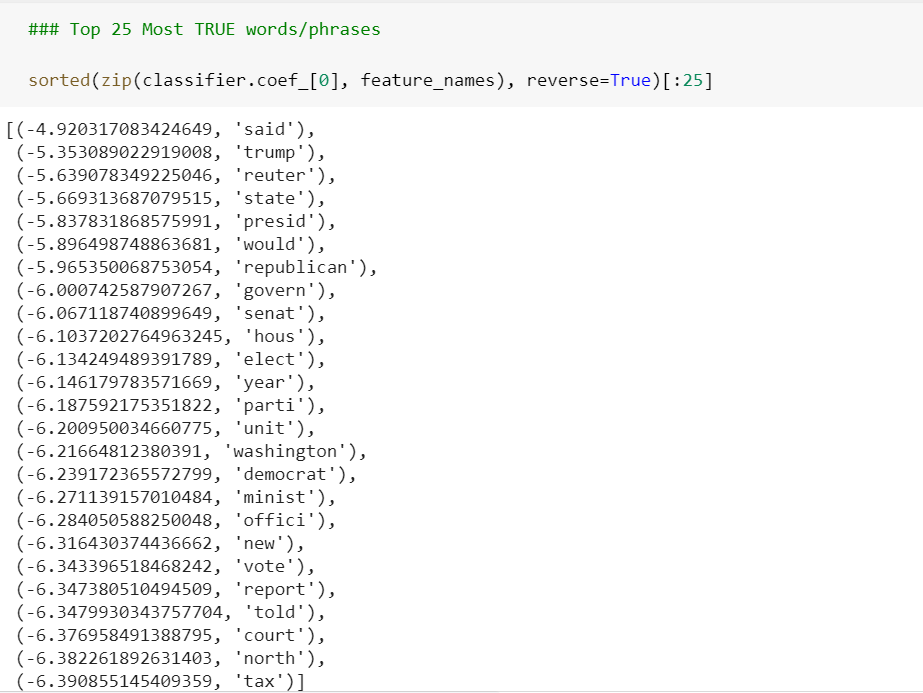 ### Top 25 Most TRUE words/phrases
sorted(zip(classifier.coef_[0], feature_names), reverse=True)[:25]
[(-4.920317083424649, 'said'),
(-5.353089022919008, 'trump'),
(-5.639078349225046, 'reuter'),
(-5.669313687079515, 'state'),
(-5.837831868575991, 'presid'),
(-5.896498748863681, 'would'),
(-5.965350068753054, 'republican'),
(-6.000742587907267, 'govern'),
(-6.067118740899649, 'senat'),
(-6.1037202764963245, 'hous'),
(-6.134249489391789, 'elect'),
(-6.146179783571669, 'year'),
(-6.187592175351822, 'parti'),
(-6.200950034660775, 'unit'),
(-6.21664812380391, 'washington'),
(-6.239172365572799, 'democrat'),
(-6.271139157010484, 'minist'),
(-6.284050588250048, 'offici'),
(-6.316430374436662, 'new'),
(-6.343396518468242, 'vote'),
(-6.347380510494509, 'report'),
(-6.3479930343757704, 'told'),
(-6.376958491388795, 'court'),
(-6.382261892631403, 'north'),
(-6.390855145409359, 'tax')]